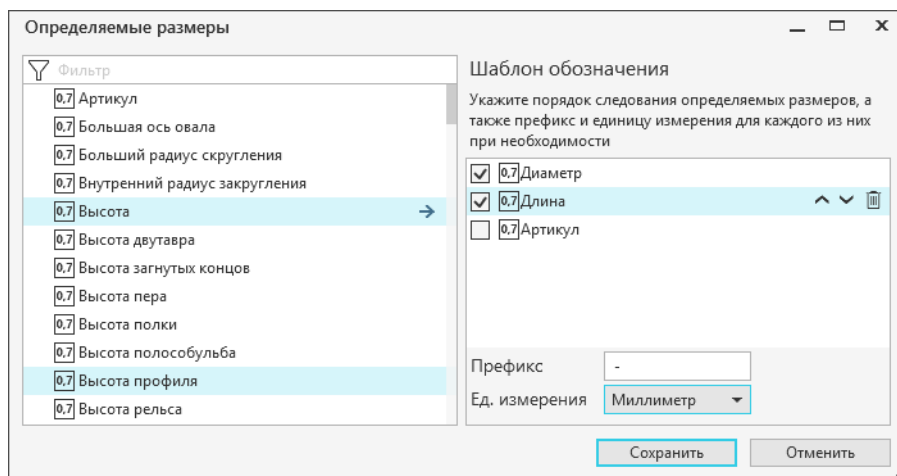 Определяемые размеры
Фильтр
0,7 Артикул
0,7 Большая ось овала
0,7 Больший радиус скругления
0,7 Внутренний радиус закругления
0,7 Высота
0,7 Высота двутавра
0,7 Высота загнутых концов
0,7 Высота пера
0,7 Высота полки
0,7 Высота полособульба
0,7 Высота профиля
0,7 Высота рельса
Шаблон обозначения
Укажите порядок следования определяемых размеров, а
также префикс и единицу измерения для каждого из них
при необходимости
0,7 Диаметр
0,7 Длина
0,7 Артикул
Префикс -
Ед. измерения Миллиметр
Сохранить Отменить